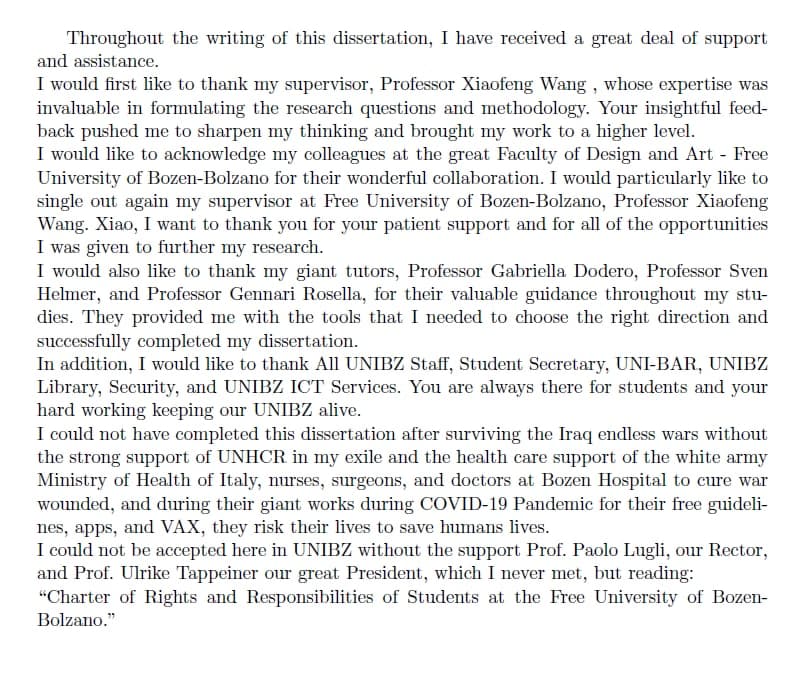 Throughout the writing of this dissertation, I have received a great deal of support
and assistance.
I would first like to thank my supervisor, Professor Xiaofeng Wang , whose expertise was
invaluable in formulating the research questions and methodology. Your insightful feed-
back pushed me to sharpen my thinking and brought my work to a higher level.
I would like to acknowledge my colleagues at the great Faculty of Design and Art - Free
University of Bozen-Bolzano for their wonderful collaboration. I would particularly like to
single out again my supervisor at Free University of Bozen-Bolzano, Professor Xiaofeng
Wang. Xiao, I want to thank you for your patient support and for all of the opportunities
I was given to further my research.
I would also like to thank my giant tutors, Professor Gabriella Dodero, Professor Sven
Helmer, and Professor Gennari Rosella, for their valuable guidance throughout my stu-
dies. They provided me with the tools that I needed to choose the right direction and
successfully completed my dissertation.
In addition, I would like to thank All UNIBZ Staff, Student Secretary, UNI-BAR, UNIBZ
Library, Security, and UNIBZ ICT Services. You are always there for students and your
hard working keeping our UNIBZ alive.
I could not have completed this dissertation after surviving the Iraq endless wars without
the strong support of UNHCR in my exile and the health care support of the white army
Ministry of Health of Italy, nurses, surgeons, and doctors at Bozen Hospital to cure war
wounded, and during their giant works during COVID-19 Pandemic for their free guideli-
nes, apps, and VAX, they risk their lives to save humans lives.
I could not be accepted here in UNIBZ without the support Prof. Paolo Lugli, our Rector,
and Prof. Ulrike Tappeiner our great President, which I never met, but reading:
“Charter of Rights and Responsibilities of Students at the Free University of Bozen-
Bolzano.”